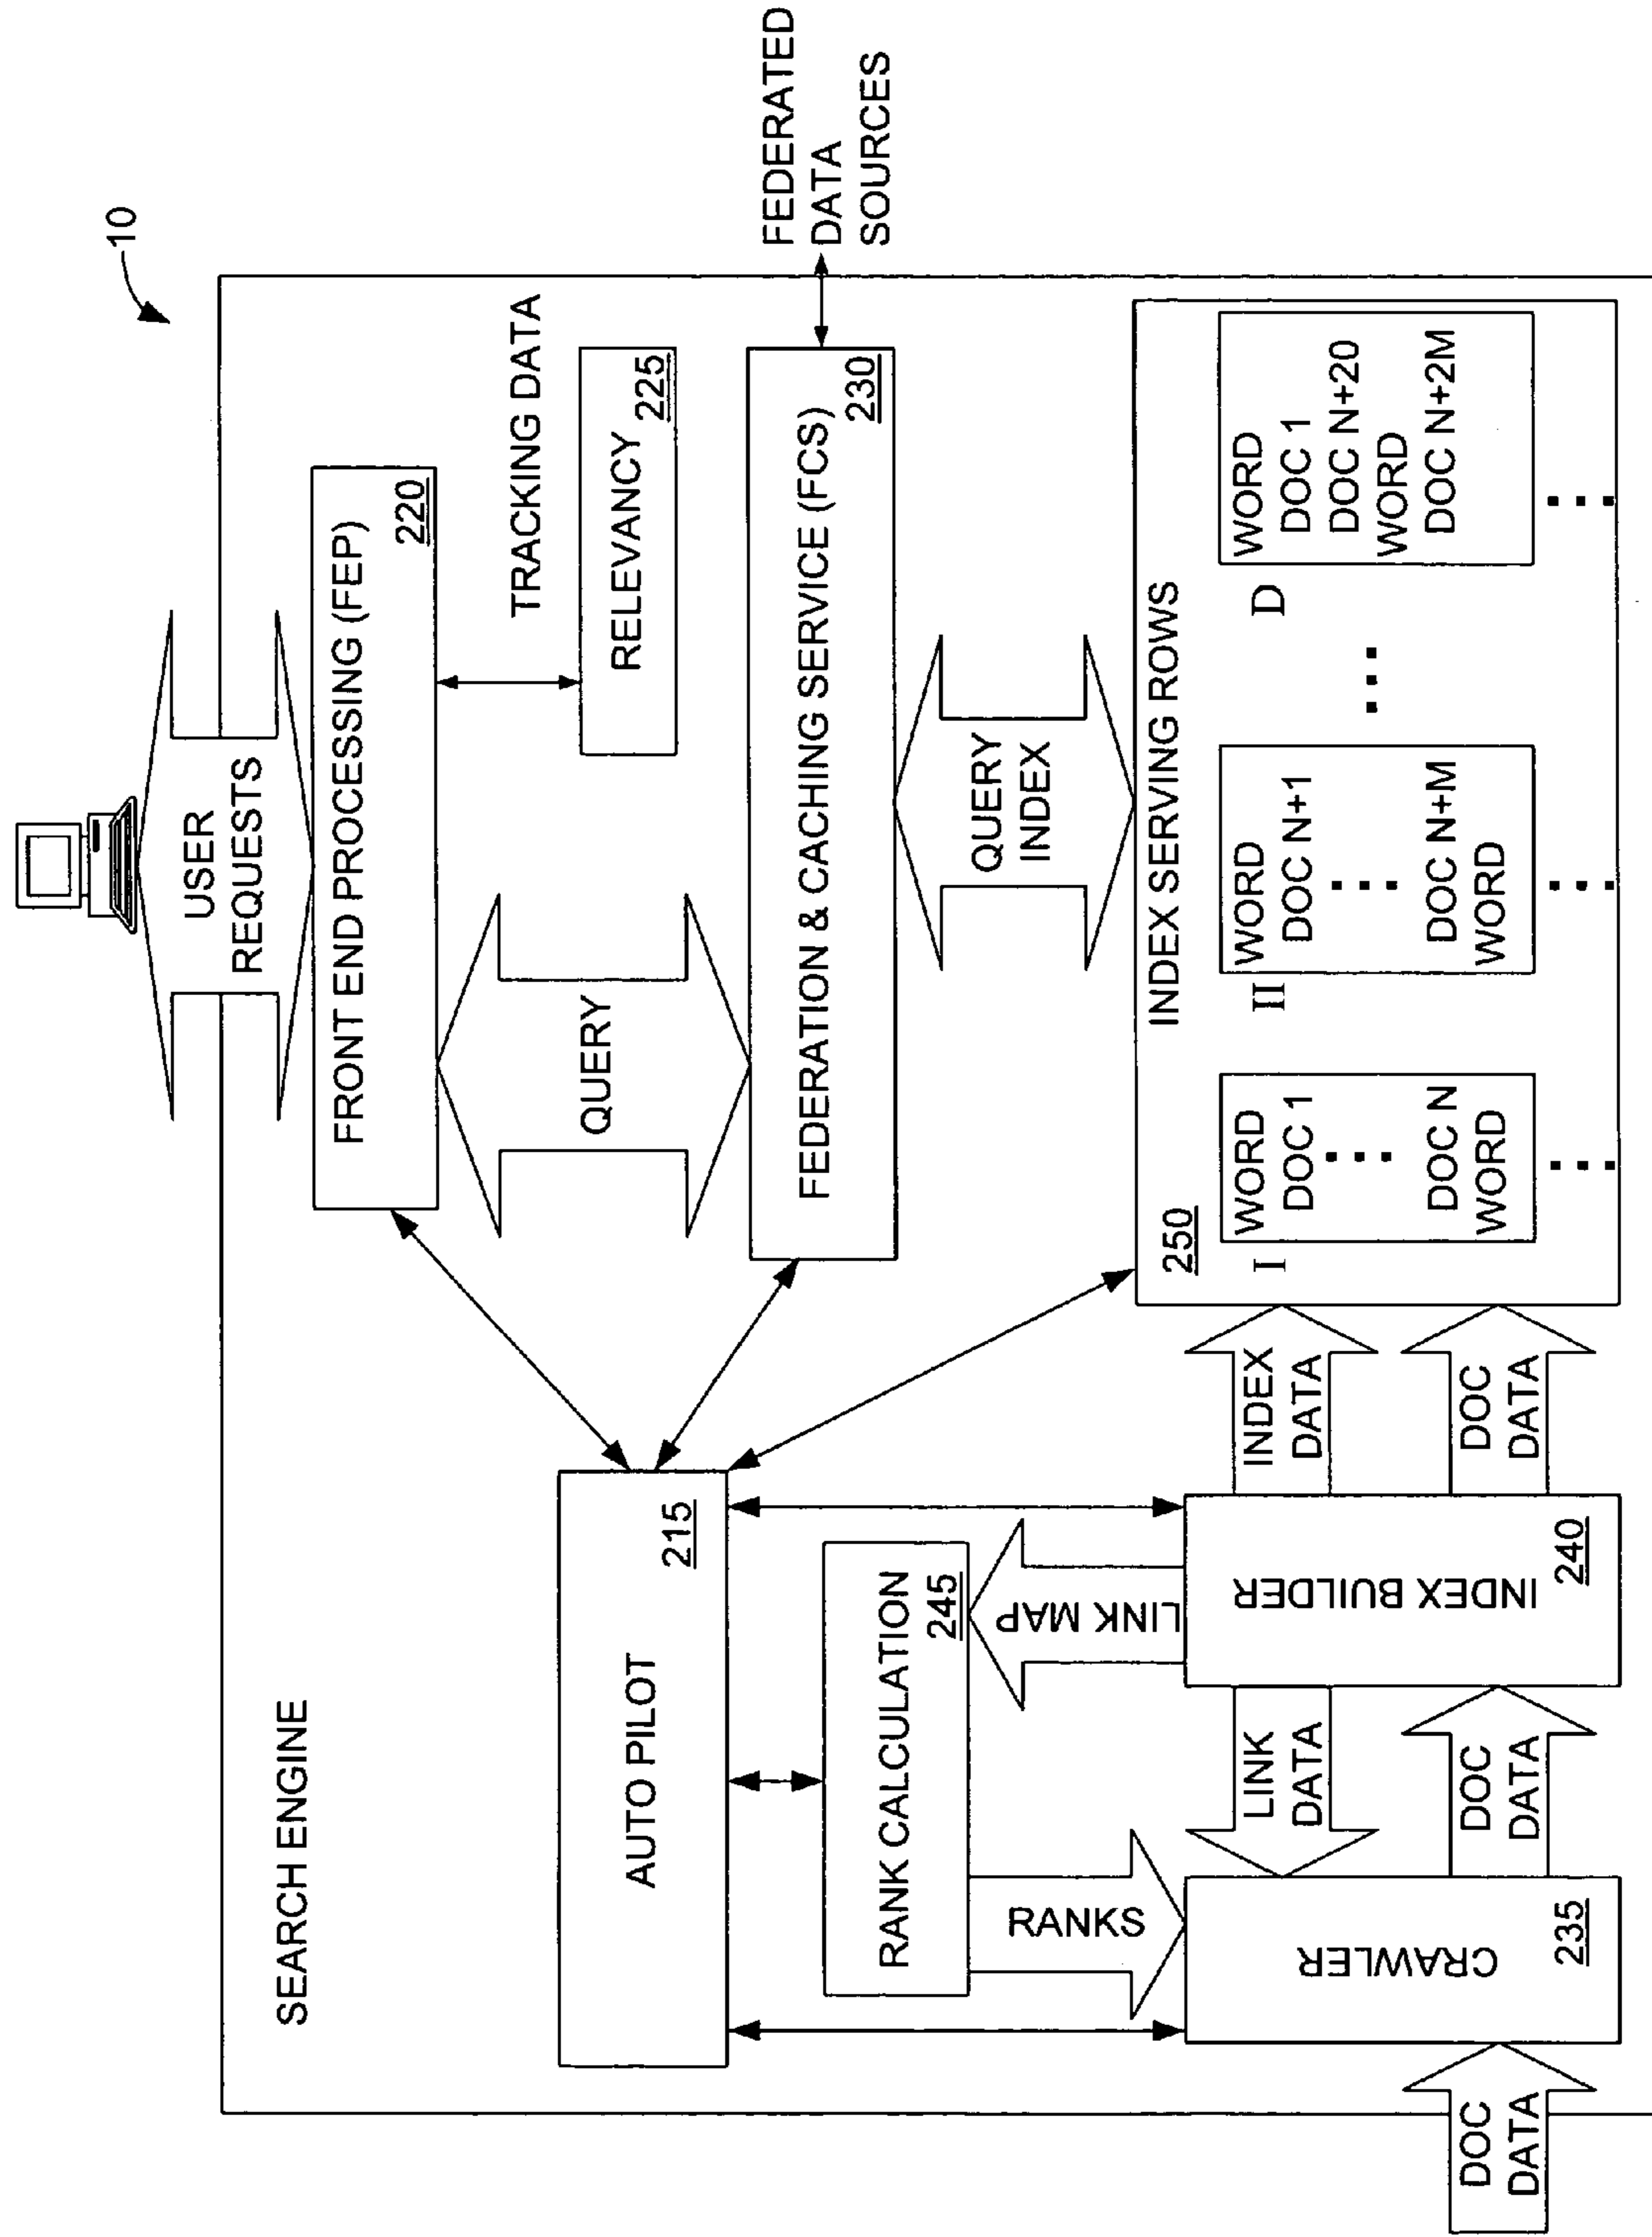 10
USER
REQUESTS
SEARCH ENGINE
FRONT END PROCESSING (FEP)
220
TRACKING DATA
QUERY
RELEVANCY
225
AUTO PILOT
215
FEDERATION & CACHING SERVICE (FCS)
230
FEDERATED
DATA
SOURCES
RANK CALCULATION
245
QUERY
INDEX
RANKS
LINK MAP
INDEX SERVING ROWS
250
DOC
DATA
CRAWLER
235
LINK
DATA
DOC
DATA
INDEX BUILDER
240
INDEX
DATA
DOC
DATA
I
WORD
DOC 1
DOC N
WORD
II
WORD
DOC N+1
DOC N+M
WORD
D
WORD
DOC 1
DOC N+20
WORD
DOC N+2M